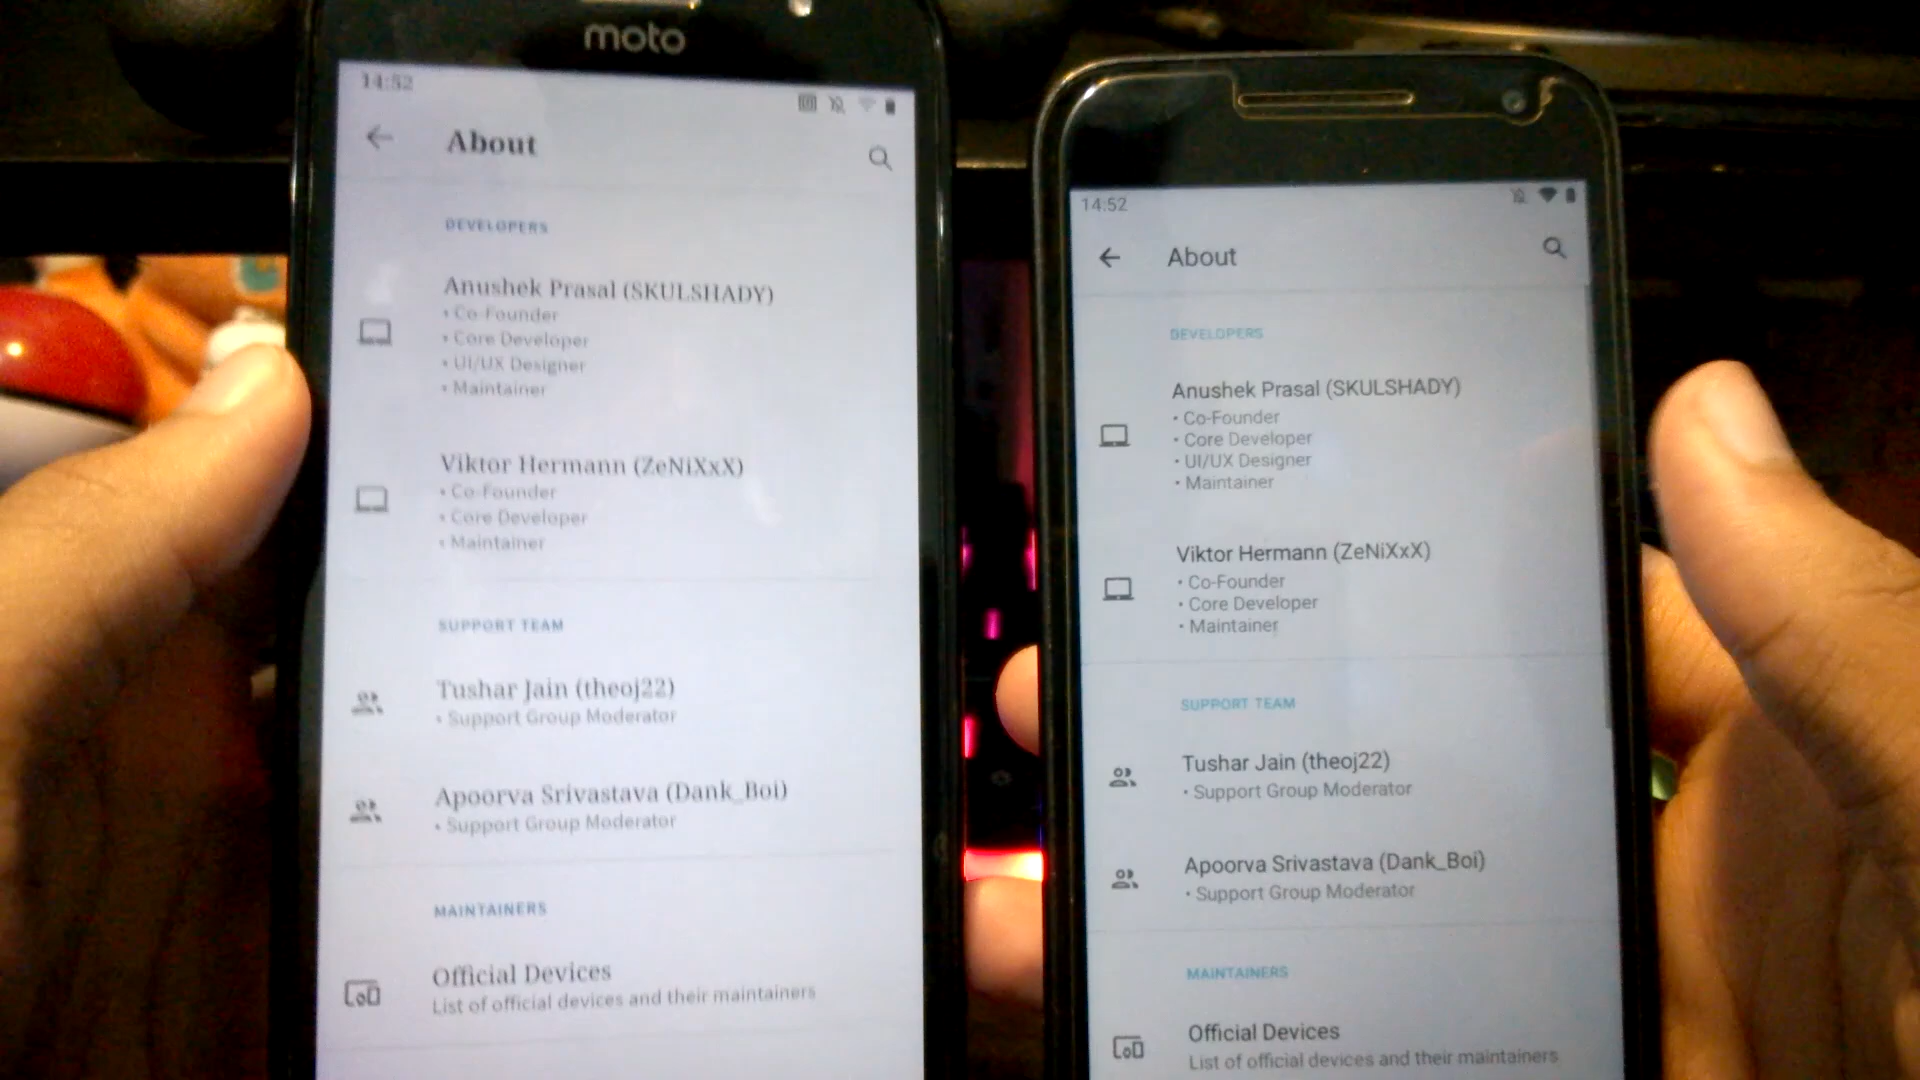 moto
14:52
About
DEVELOPERS
Anushek Prasal (SKULSHADY)
• Co-Founder
• Core Developer
• UI/UX Designer
• Maintainer
Viktor Hermann (ZeNiXxX)
• Co-Founder
• Core Developer
• Maintainer
SUPPORT TEAM
Tushar Jain (theoj22)
• Support Group Moderator
Apoorva Srivastava (Dank_Boi)
• Support Group Moderator
MAINTAINERS
Official Devices
List of official devices and their maintainers
14:52
About
DEVELOPERS
Anushek Prasal (SKULSHADY)
• Co-Founder
• Core Developer
• UI/UX Designer
• Maintainer
Viktor Hermann (ZeNiXxX)
• Co-Founder
• Core Developer
• Maintainer
SUPPORT TEAM
Tushar Jain (theoj22)
• Support Group Moderator
Apoorva Srivastava (Dank_Boi)
• Support Group Moderator
MAINTAINERS
Official Devices
List of official devices and their maintainers